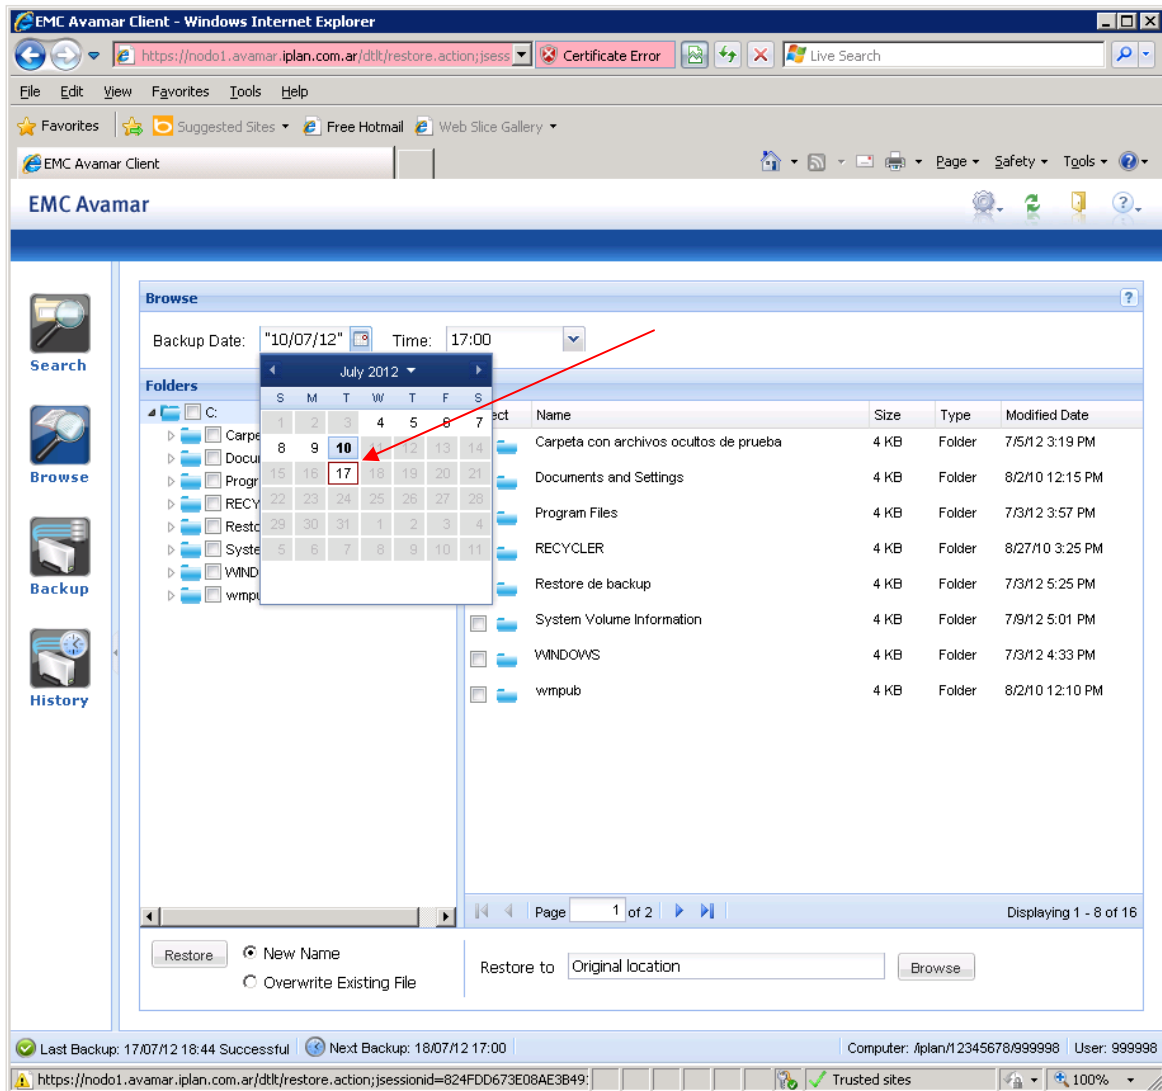 EMC Avamar Client - Windows Internet Explorer
https://nodo1.avamar.iplan.com.ar/dtlt/restore.action;jsess Certificate Error Live Search
File Edit View Favorites Tools Help
Favorites Suggested Sites Free Hotmail Web Slice Gallery
EMC Avamar Client Page Safety Tools
EMC Avamar
Browse
Backup Date: "10/07/12" Time: 17:00
Search
Browse
Backup
History
Folders
C:
Carpe
Docu
Progr
RECY
Resto
Syste
WIND
wmpu
July 2012
S M T W T F S
1 2 3 4 5 6 7
8 9 10 11 12 13 14
15 16 17 18 19 20 21
22 23 24 25 26 27 28
29 30 31 1 2 3 4
5 6 7 8 9 10 11
ect Name Size Type Modified Date
Carpeta con archivos ocultos de prueba 4 KB Folder 7/5/12 3:19 PM
Documents and Settings 4 KB Folder 8/2/10 12:15 PM
Program Files 4 KB Folder 7/3/12 3:57 PM
RECYCLER 4 KB Folder 8/27/10 3:25 PM
Restore de backup 4 KB Folder 7/3/12 5:25 PM
System Volume Information 4 KB Folder 7/9/12 5:01 PM
WINDOWS 4 KB Folder 7/3/12 4:33 PM
wmpub 4 KB Folder 8/2/10 12:10 PM
Page 1 of 2 Displaying 1 - 8 of 16
Restore New Name
Overwrite Existing File
Restore to Original location Browse
Last Backup: 17/07/12 18:44 Successful Next Backup: 18/07/12 17:00 Computer: /iplan/12345678/999998 User: 999998
https://nodo1.avamar.iplan.com.ar/dtlt/restore.action;jsessionid=824FDD673E08AE3B49: Trusted sites 100%